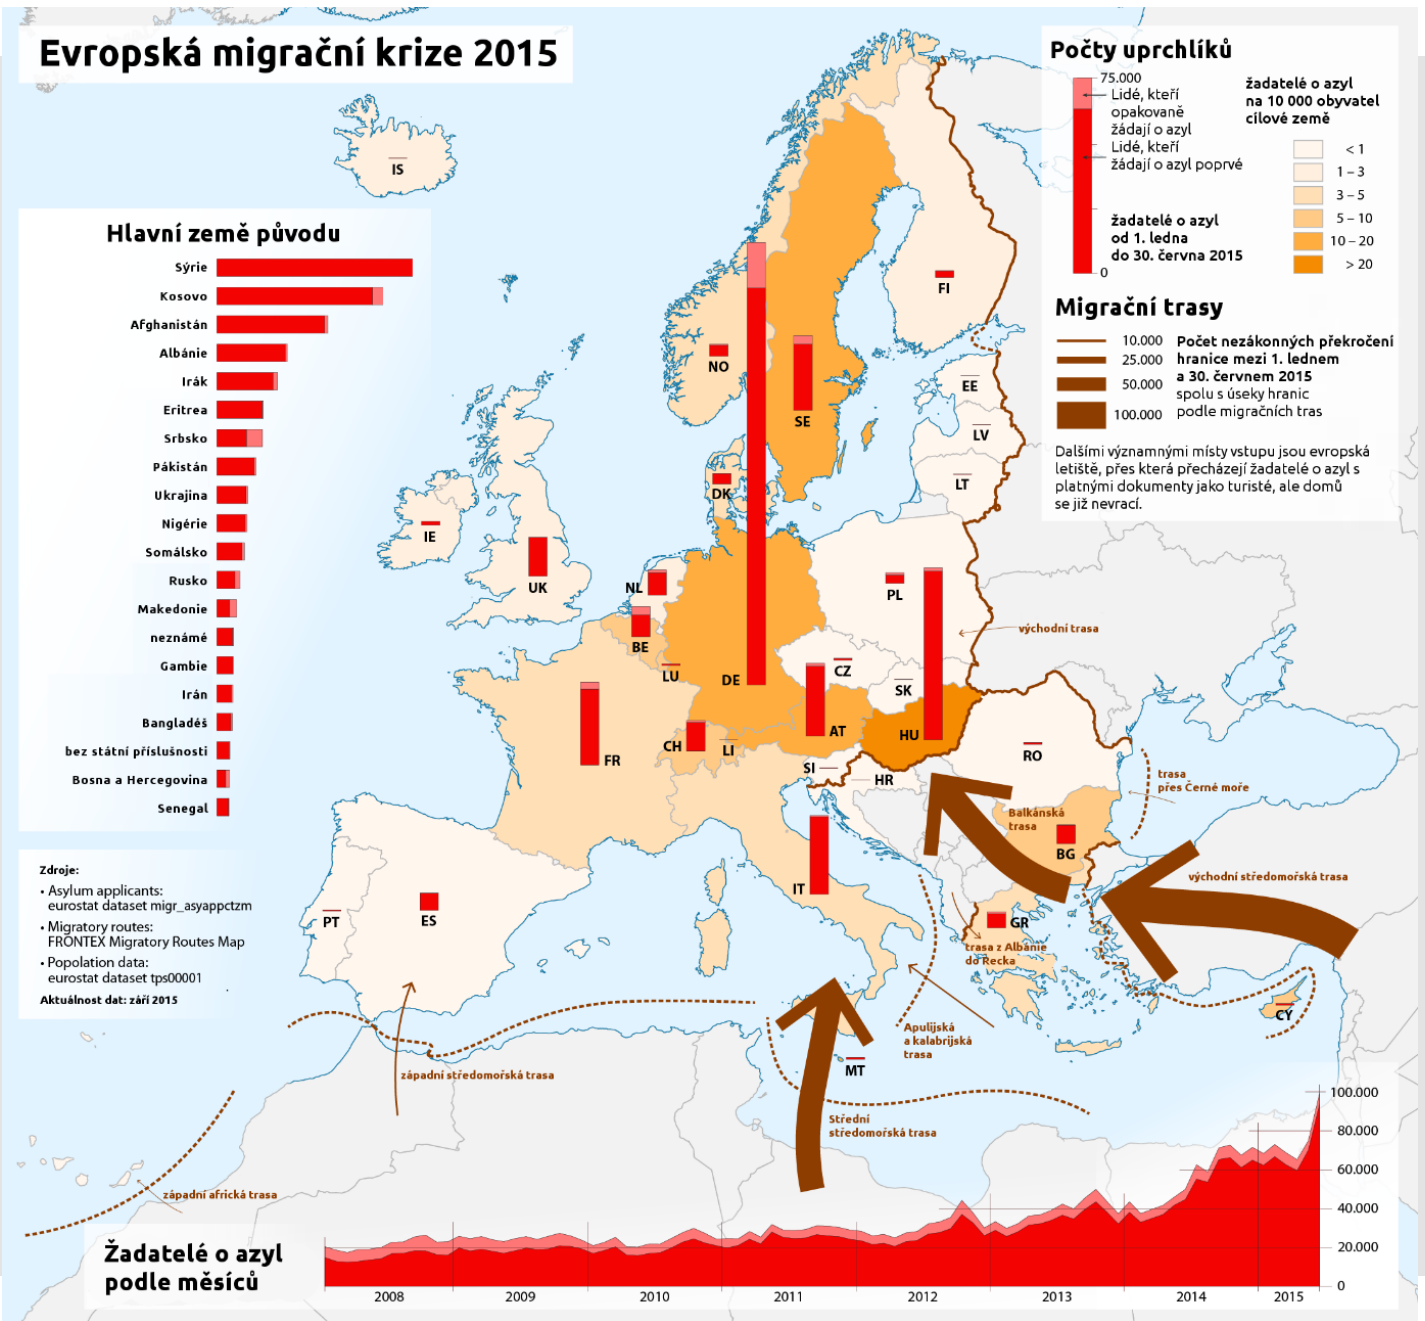 Evropská migrační krize 2015
Počty uprchlíků
75.000
Lidé, kteří
opakovaně
žádají o azyl
Lidé, kteří
žádají o azyl poprvé
žadatelé o azyl
od 1. ledna
do 30. června 2015
0
žadatelé o azyl
na 10 000 obyvatel
cílové země
< 1
1 – 3
3 – 5
5 – 10
10 – 20
> 20
Migrační trasy
10.000
25.000
50.000
100.000
Počet nezákonných překročení
hranice mezi 1. lednem
a 30. červnem 2015
spolu s úseky hranic
podle migračních tras
Dalšími významnými místy vstupu jsou evropská
letiště, přes která přecházejí žadatelé o azyl s
platnými dokumenty jako turisté, ale domů
se již nevrací.
Hlavní země původu
Sýrie
Kosovo
Afghanistán
Albánie
Irák
Eritrea
Srbsko
Pákistán
Ukrajina
Nigérie
Somálsko
Rusko
Makedonie
neznámé
Gambie
Irán
Bangladéš
bez státní příslušnosti
Bosna a Hercegovina
Senegal
Zdroje:
• Asylum applicants:
eurostat dataset migr_asyappctzm
• Migratory routes:
FRONTEX Migratory Routes Map
• Popolation data:
eurostat dataset tps00001
Aktuálnost dat: září 2015
IS
FI
NO
SE
EE
LV
LT
DK
IE
UK
NL
PL
BE
LU
DE
CZ
SK
AT
HU
FR
CH
LI
SI
HR
RO
IT
BG
PT
ES
GR
CY
MT
východní trasa
trasa
přes Černé moře
Balkánská
trasa
východní středomořská trasa
trasa z Albánie
do Řecka
Apulijská
a kalabrijská
trasa
západní středomořská trasa
Střední
středomořská trasa
západní africká trasa
Žadatelé o azyl
podle měsíců
100.000
80.000
60.000
40.000
20.000
0
2008
2009
2010
2011
2012
2013
2014
2015